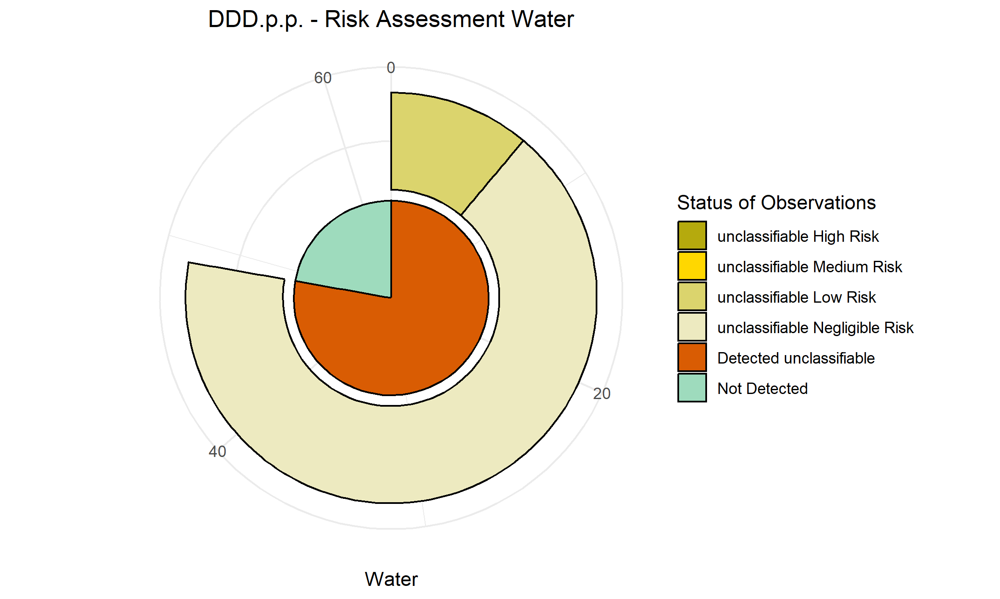 DDD.p.p. - Risk Assessment Water
0
60
20
40
Status of Observations
unclassifiable High Risk
unclassifiable Medium Risk
unclassifiable Low Risk
unclassifiable Negligible Risk
Detected unclassifiable
Not Detected
Water